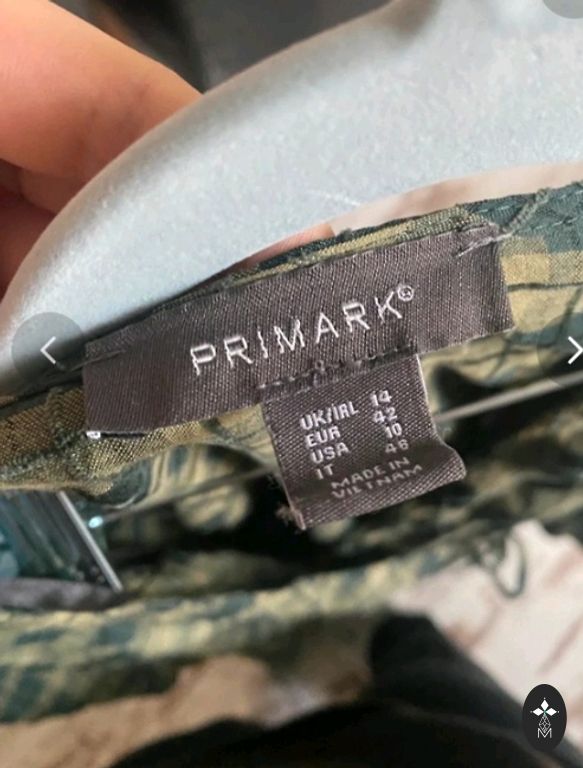 PRIMARK®
UK/IRL 14
EUR 42
USA 10
IT 46
MADE IN
VIETNAM
M